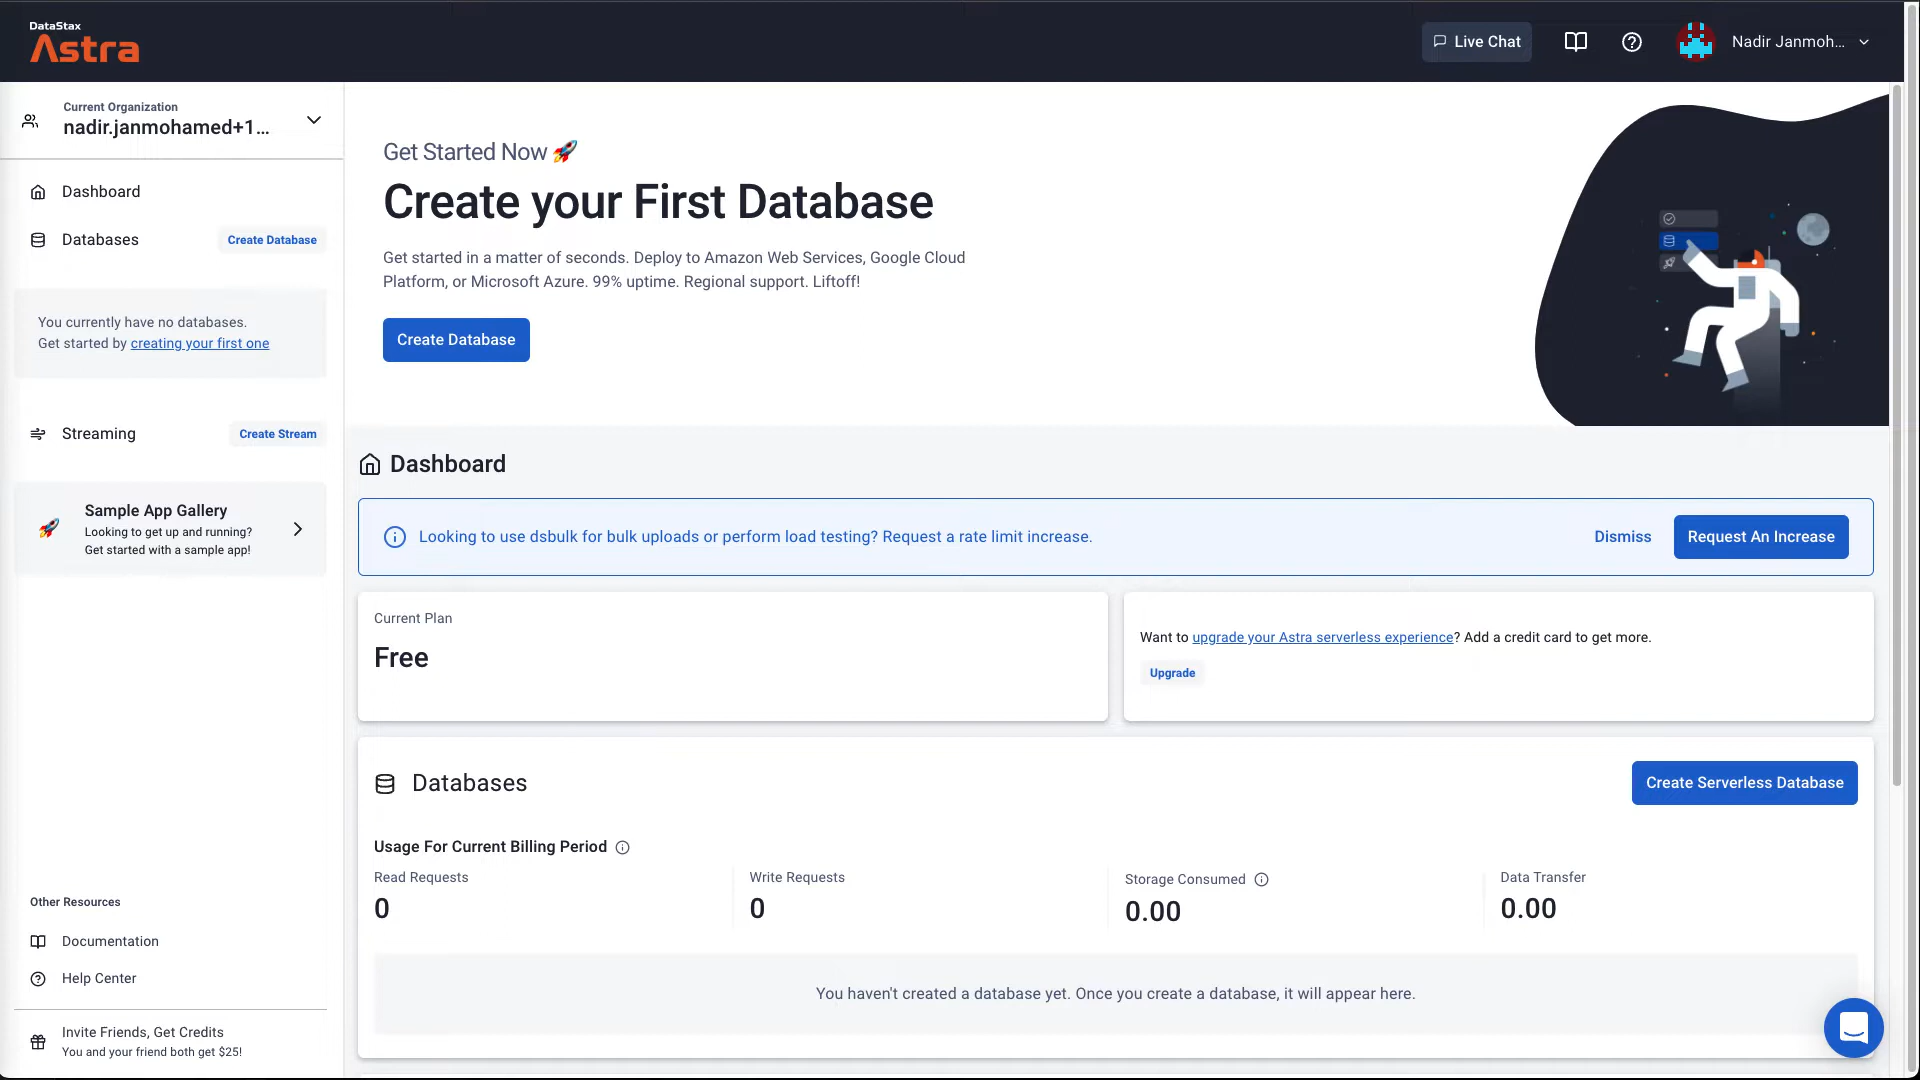 DataStax
Astra
Live Chat
Nadir Janmoh...
Current Organization
nadir.janmohamed+1...
Dashboard
Databases
Create Database
You currently have no databases.
Get started by creating your first one
Streaming
Create Stream
Sample App Gallery
Looking to get up and running?
Get started with a sample app!
Other Resources
Documentation
Help Center
Invite Friends, Get Credits
You and your friend both get $25!
Get Started Now 🚀
Create your First Database
Get started in a matter of seconds. Deploy to Amazon Web Services, Google Cloud
Platform, or Microsoft Azure. 99% uptime. Regional support. Liftoff!
Create Database
Dashboard
Looking to use dsbulk for bulk uploads or perform load testing? Request a rate limit increase.
Dismiss
Request An Increase
Current Plan
Free
Want to upgrade your Astra serverless experience? Add a credit card to get more.
Upgrade
Databases
Create Serverless Database
Usage For Current Billing Period
Read Requests
0
Write Requests
0
Storage Consumed
0.00
Data Transfer
0.00
You haven't created a database yet. Once you create a database, it will appear here.